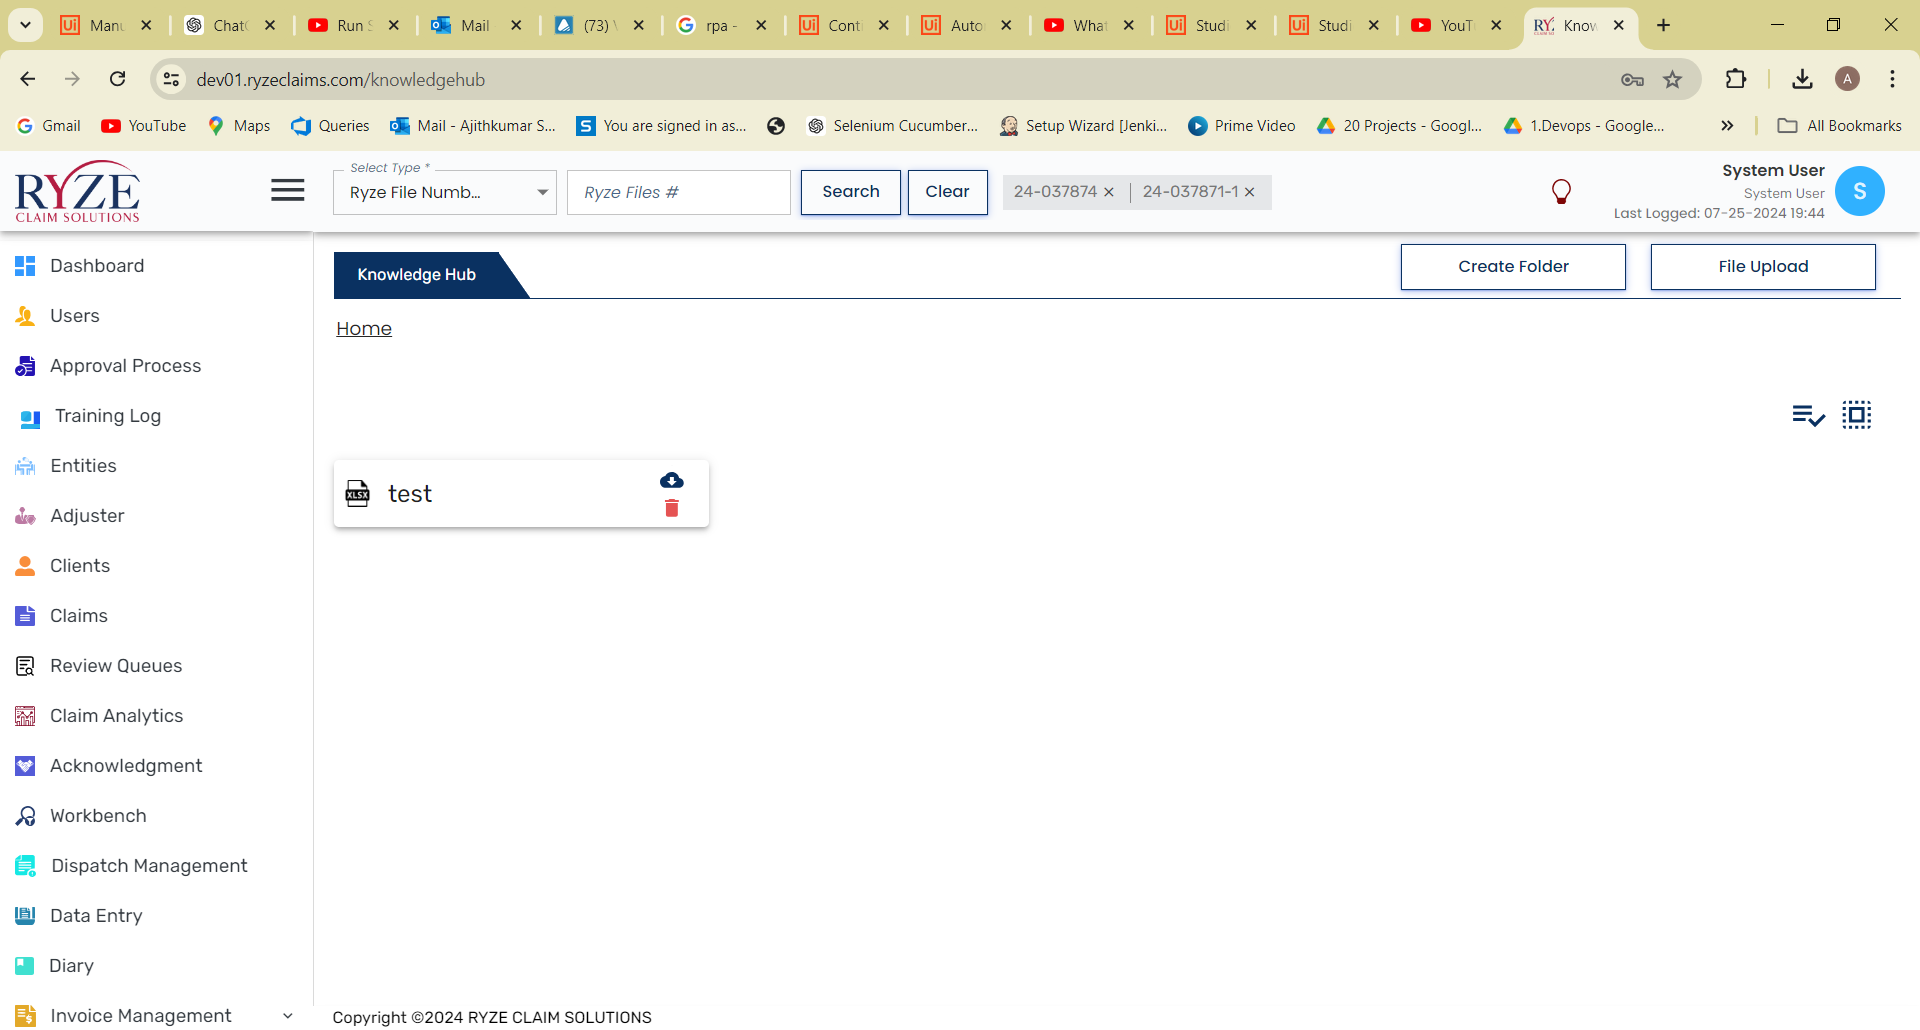 Manu
ChatG
Run S
Mail
(73) V
rpa -
Conti
Auto
What
Studi
Studi
YouTu
Know
dev01.ryzeclaims.com/knowledgehub
A
Gmail
YouTube
Maps
Queries
Mail - Ajithkumar S...
You are signed in as...
Selenium Cucumber...
Setup Wizard [Jenki...
Prime Video
20 Projects - Googl...
1.Devops - Google...
All Bookmarks
RYZE
CLAIM SOLUTIONS
Select Type *
Ryze File Numb...
Ryze Files #
Search
Clear
24-037874
24-037871-1
System User
System User
Last Logged: 07-25-2024 19:44
S
Dashboard
Users
Approval Process
Training Log
Entities
Adjuster
Clients
Claims
Review Queues
Claim Analytics
Acknowledgment
Workbench
Dispatch Management
Data Entry
Diary
Invoice Management
Knowledge Hub
Create Folder
File Upload
Home
XLSX
test
Copyright ©2024 RYZE CLAIM SOLUTIONS